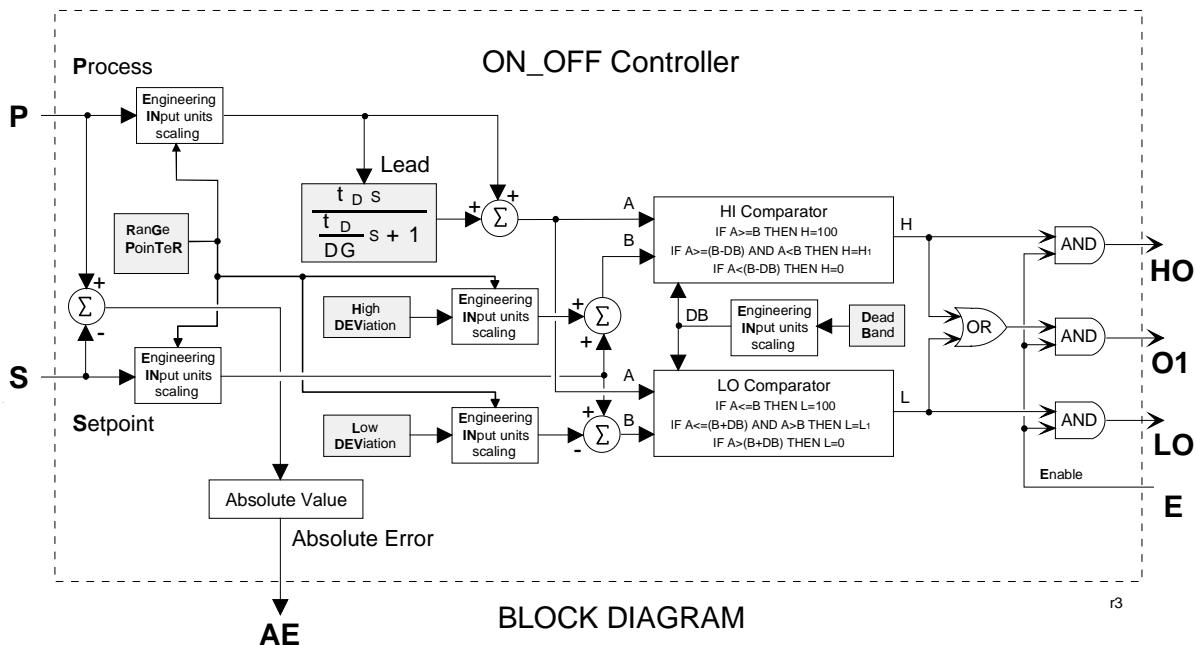 ON_OFF Controller
Process
P
Engineering
INput units
scaling
Lead
t D S
t D
DG
S + 1
+
+
Σ
A
B
HI Comparator
IF A>=B THEN H=100
IF A>=(B-DB) AND A<B THEN H=H1
IF A<(B-DB) THEN H=0
H
AND
HO
RanGe
PoinTeR
+
Σ
-
High
DEViation
Engineering
INput units
scaling
+
Σ
+
DB
Engineering
INput units
scaling
Dead
Band
OR
AND
O1
S
Engineering
INput units
scaling
Setpoint
A
B
LO Comparator
IF A<=B THEN L=100
IF A<=(B+DB) AND A>B THEN L=L1
IF A>(B+DB) THEN L=0
L
AND
LO
Low
DEViation
Engineering
INput units
scaling
+
Σ
-
Enable
E
Absolute Value
Absolute Error
AE
BLOCK DIAGRAM
r3